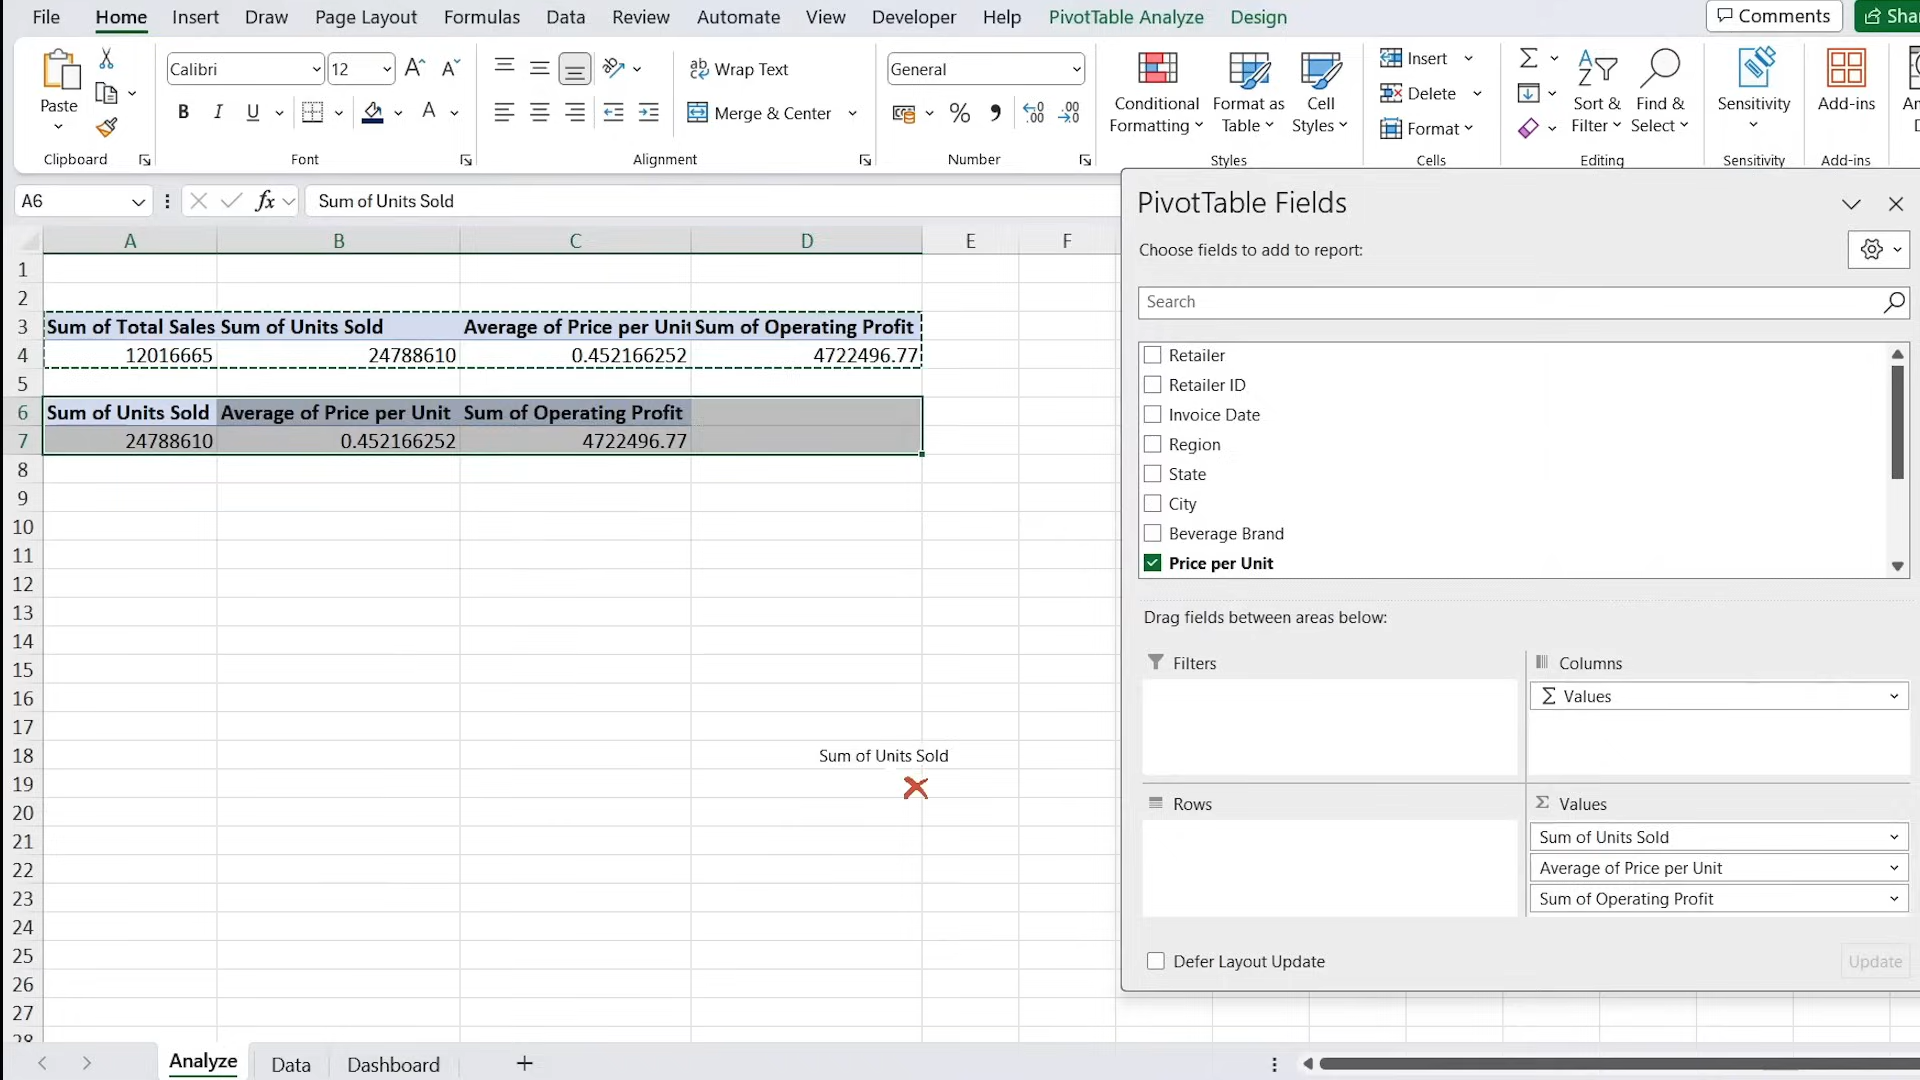 File Home Insert Draw Page Layout Formulas Data Review Automate View Developer Help PivotTable Analyze Design Comments
Calibri 12 Wrap Text General Insert
Paste Conditional Format as Cell Delete Sort & Find & Sensitivity Add-ins
B I U A Merge & Center % Formatting Table Styles Format Filter Select
Clipboard Font Alignment Number Styles Cells Editing Sensitivity Add-ins
A6 fx Sum of Units Sold
A B C D E F
1
2
3 Sum of Total Sales Sum of Units Sold Average of Price per Unit Sum of Operating Profit
4 12016665 24788610 0.452166252 4722496.77
5
6 Sum of Units Sold Average of Price per Unit Sum of Operating Profit
7 24788610 0.452166252 4722496.77
8
9
10
11
12
13
14
15
16
17
18 Sum of Units Sold
19
20
21
22
23
24
25
26
27
28
PivotTable Fields
Choose fields to add to report:
Search
Retailer
Retailer ID
Invoice Date
Region
State
City
Beverage Brand
Price per Unit
Drag fields between areas below:
Filters
Columns
Σ Values
Rows
Σ Values
Sum of Units Sold
Average of Price per Unit
Sum of Operating Profit
Defer Layout Update
Update
Analyze Data Dashboard